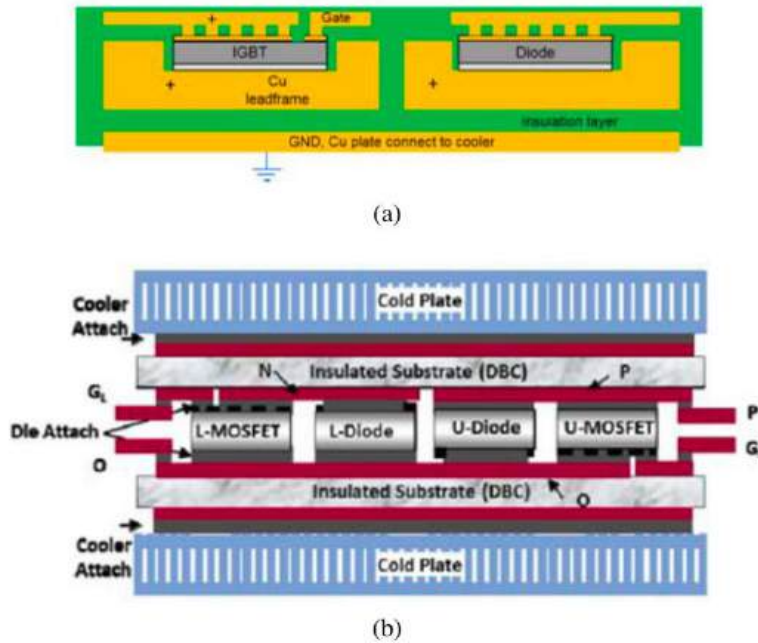 + Gate
IGBT Diode
+ Cu +
leadframe
insulation layer
GND, Cu plate connect to cooler
(a)
Cold Plate
Cooler
Attach
Insulated Substrate (DBC)
N P
GL
Die Attach
L-MOSFET L-Diode U-Diode U-MOSFET
P
G
O
Insulated Substrate (DBC)
O
Cooler
Attach
Cold Plate
(b)